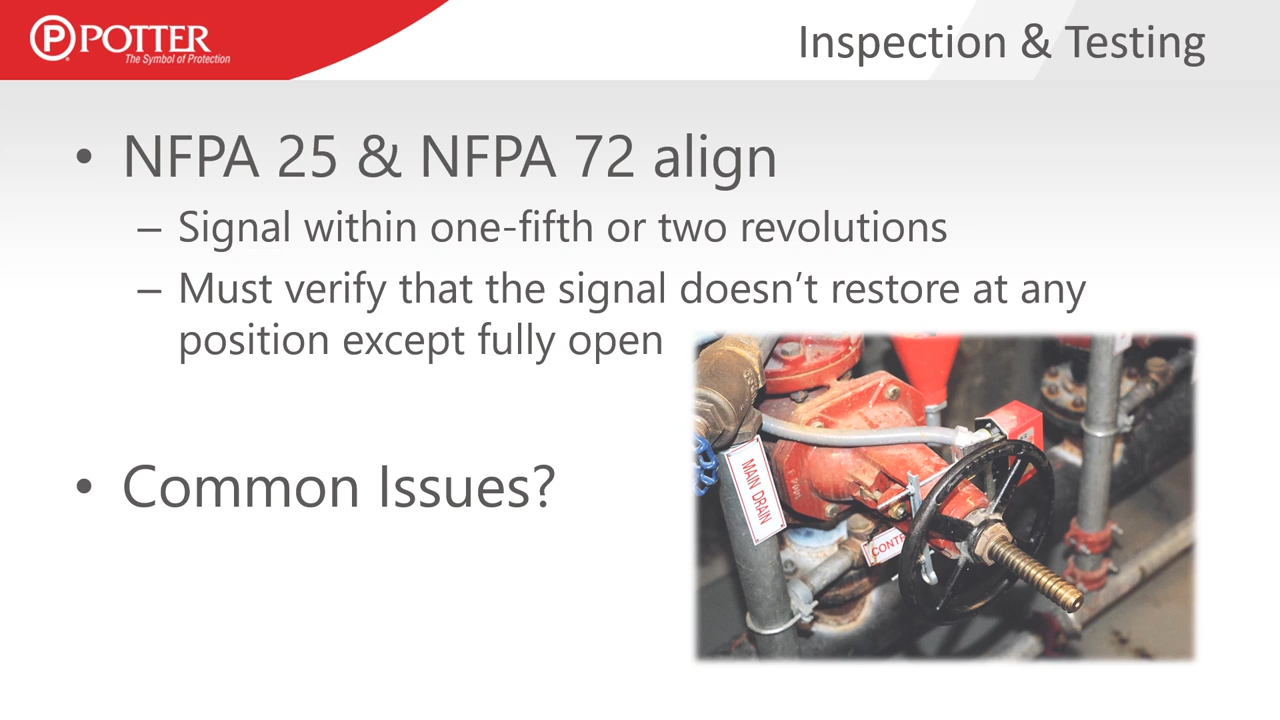 POTTER
The Symbol of Protection
Inspection & Testing
• NFPA 25 & NFPA 72 align
– Signal within one-fifth or two revolutions
– Must verify that the signal doesn’t restore at any
position except fully open
• Common Issues?
MAIN DRAIN